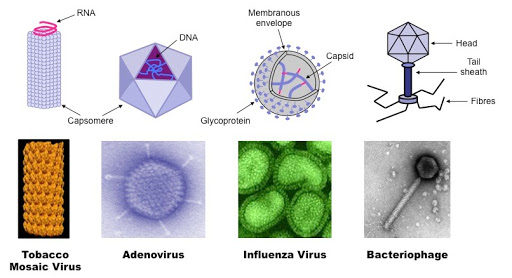 RNA
DNA
Capsomere
Membranous
envelope
Capsid
Glycoprotein
Head
Tail
sheath
Fibres
Tobacco
Mosaic Virus
Adenovirus
Influenza Virus
Bacteriophage